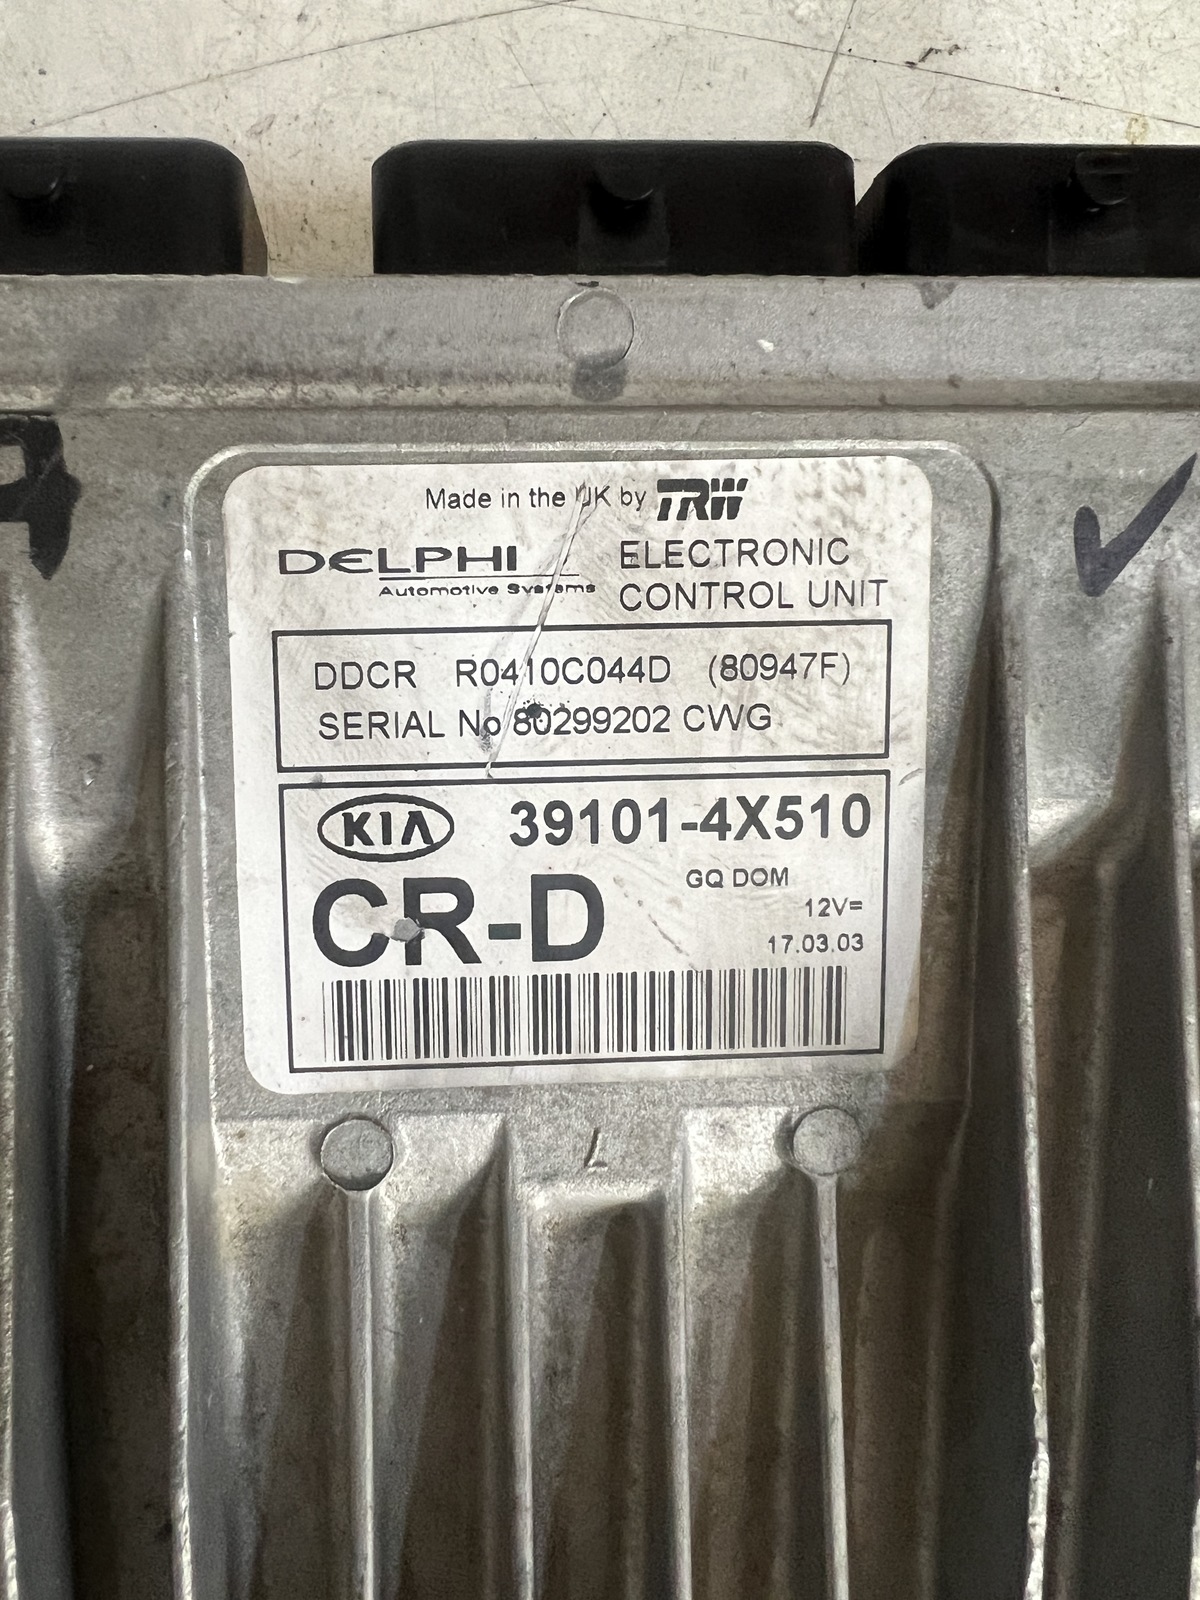 Made in the UK by TRW
DELPHI
Automotive Systems
ELECTRONIC
CONTROL UNIT
DDCR R0410C044D (80947F)
SERIAL No 80299202 CWG
KIA 39101-4X510
CR-D
GQ DOM
12V=
17.03.03